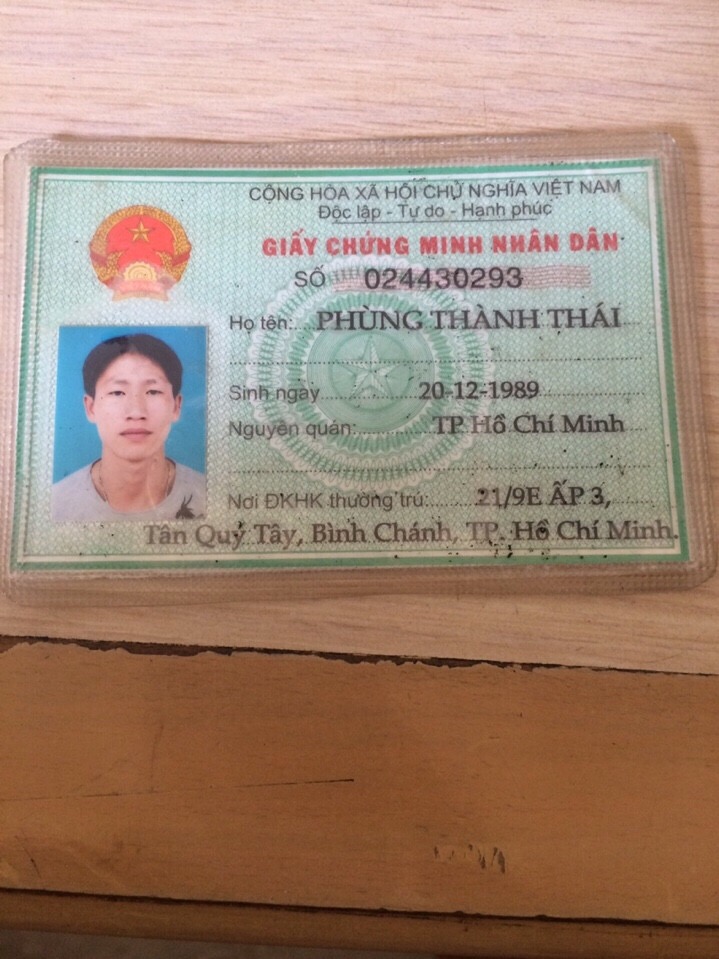 CỘNG HÒA XÃ HỘI CHỦ NGHĨA VIỆT NAM
Độc lập - Tự do - Hạnh phúc
GIẤY CHỨNG MINH NHÂN DÂN
SỐ 024430293
Họ tên: PHÙNG THÀNH THÁI
Sinh ngày 20-12-1989
Nguyên quán: TP Hồ Chí Minh
Nơi ĐKHK thường trú: 21/9E ẤP 3,
Tân Quý Tây, Bình Chánh, TP. Hồ Chí Minh.